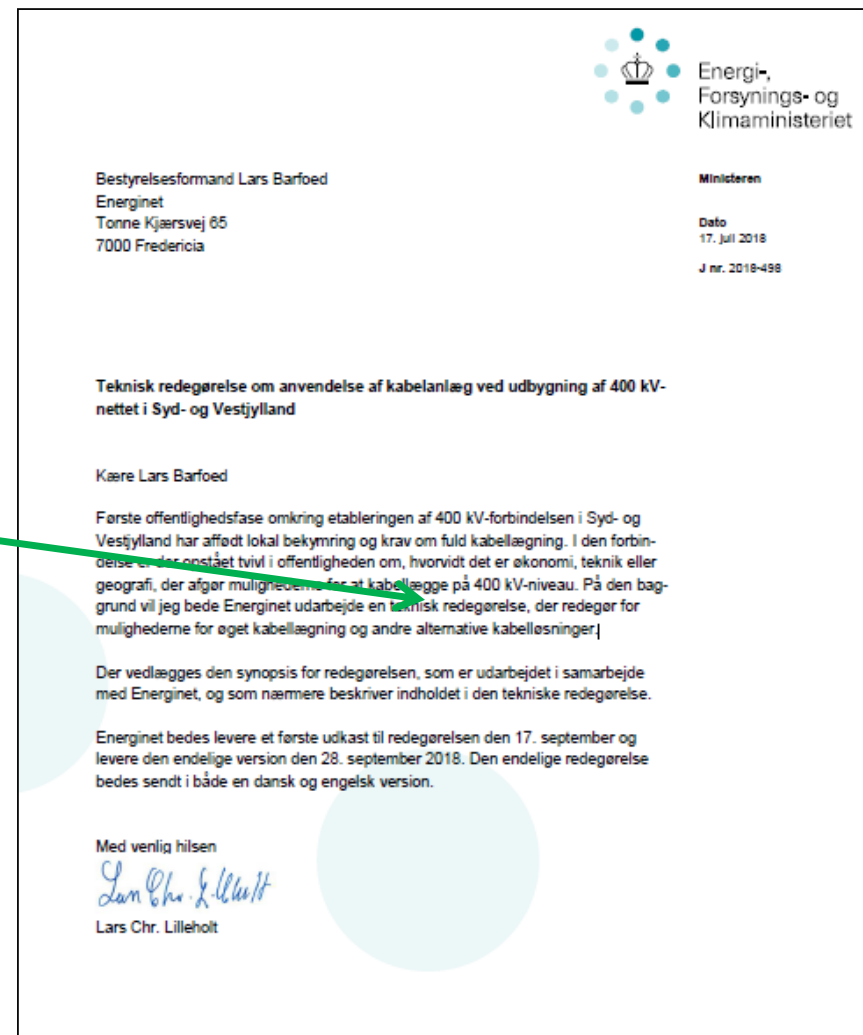 Energi-,
Forsynings- og
Klimaministeriet
Bestyrelsesformand Lars Barfoed
Energinet
Tonne Kjærsvej 65
7000 Fredericia
Ministeren
Dato
17. juli 2018
J nr. 2018-498
Teknisk redegørelse om anvendelse af kabelanlæg ved udbygning af 400 kV-
nettet i Syd- og Vestjylland
Kære Lars Barfoed
Første offentlighedsfase omkring etableringen af 400 kV-forbindelsen i Syd- og
Vestjylland har affødt lokal bekymring og krav om fuld kabellægning. I den forbin-
delse er der opstået tvivl i offentligheden om, hvorvidt det er økonomi, teknik eller
geografi, der afgør mulighederne for at kabellægge på 400 kV-niveau. På den bag-
grund vil jeg bede Energinet udarbejde en teknisk redegørelse, der redegør for
mulighederne for øget kabellægning og andre alternative kabelløsninger.
Der vedlægges den synopsis for redegørelsen, som er udarbejdet i samarbejde
med Energinet, og som nærmere beskriver indholdet i den tekniske redegørelse.
Energinet bedes levere et første udkast til redegørelsen den 17. september og
levere den endelige version den 28. september 2018. Den endelige redegørelse
bedes sendt i både en dansk og engelsk version.
Med venlig hilsen
Lars Chr. Lilleholt
Lars Chr. Lilleholt